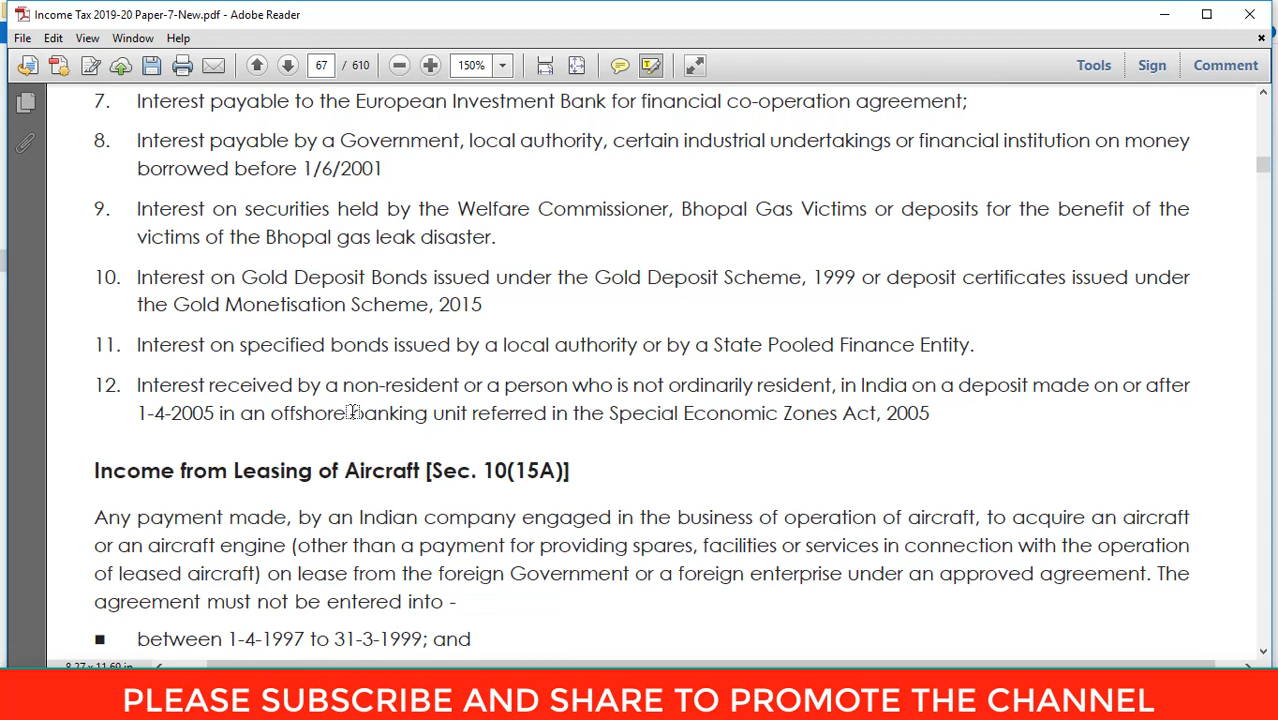 Income Tax 2019-20 Paper-7-New.pdf - Adobe Reader
File Edit View Window Help
67 / 610 150% Tools Sign Comment
7. Interest payable to the European Investment Bank for financial co-operation agreement;
8. Interest payable by a Government, local authority, certain industrial undertakings or financial institution on money
borrowed before 1/6/2001
9. Interest on securities held by the Welfare Commissioner, Bhopal Gas Victims or deposits for the benefit of the
victims of the Bhopal gas leak disaster.
10. Interest on Gold Deposit Bonds issued under the Gold Deposit Scheme, 1999 or deposit certificates issued under
the Gold Monetisation Scheme, 2015
11. Interest on specified bonds issued by a local authority or by a State Pooled Finance Entity.
12. Interest received by a non-resident or a person who is not ordinarily resident, in India on a deposit made on or after
1-4-2005 in an offshore banking unit referred in the Special Economic Zones Act, 2005
Income from Leasing of Aircraft [Sec. 10(15A)]
Any payment made, by an Indian company engaged in the business of operation of aircraft, to acquire an aircraft
or an aircraft engine (other than a payment for providing spares, facilities or services in connection with the operation
of leased aircraft) on lease from the foreign Government or a foreign enterprise under an approved agreement. The
agreement must not be entered into -
■ between 1-4-1997 to 31-3-1999; and
8.27 x 11.69 in
PLEASE SUBSCRIBE AND SHARE TO PROMOTE THE CHANNEL